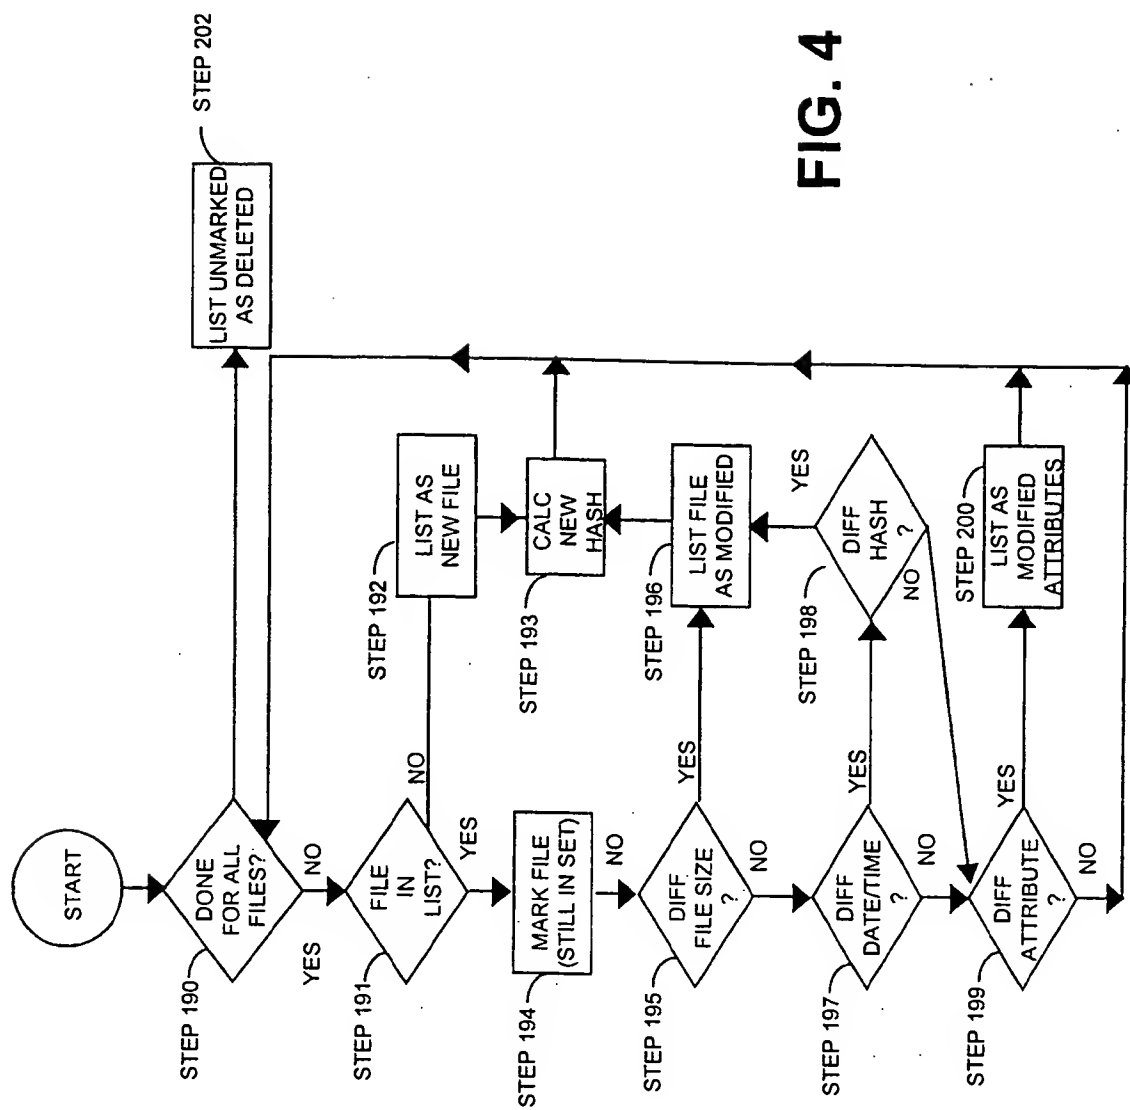 START
DONE
FOR ALL
FILES?
STEP 190
YES
NO
LIST UNMARKED
AS DELETED
STEP 202
FILE
IN
LIST?
STEP 191
NO
YES
LIST AS
NEW FILE
STEP 192
CALC
NEW
HASH
STEP 193
MARK FILE
(STILL IN SET)
STEP 194
NO
DIFF
FILE SIZE
?
STEP 195
YES
NO
LIST FILE
AS MODIFIED
STEP 196
DIFF
DATE/TIME
?
STEP 197
YES
NO
DIFF
HASH
?
STEP 198
YES
NO
DIFF
ATTRIBUTE
?
STEP 199
YES
NO
LIST AS
MODIFIED
ATTRIBUTES
STEP 200
FIG. 4